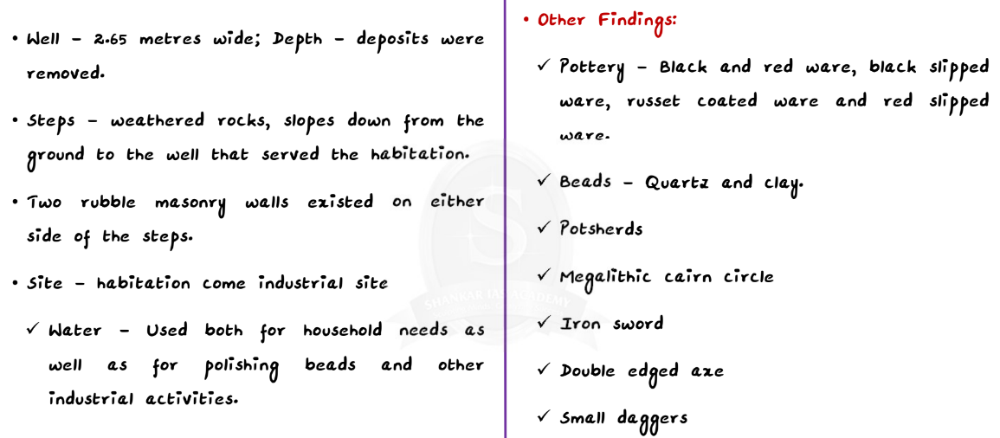 • Well – 2.65 metres wide; Depth – deposits were
removed.
• Steps – weathered rocks, slopes down from the
ground to the well that served the habitation.
• Two rubble masonry walls existed on either
side of the steps.
• Site – habitation come industrial site
✓ Water – Used both for household needs as
well as for polishing beads and other
industrial activities.
• Other Findings:
✓ Pottery – Black and red ware, black slipped
ware, russet coated ware and red slipped
ware.
✓ Beads – Quartz and clay.
✓ Potsherds
✓ Megalithic cairn circle
✓ Iron sword
✓ Double edged axe
✓ Small daggers
SHANKAR IAS ACADEMY